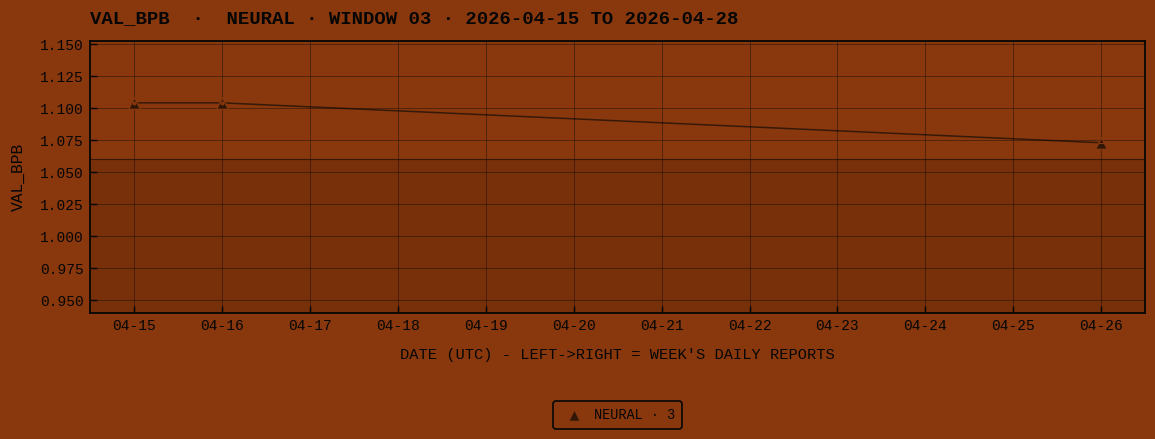 VAL_BPB · NEURAL · WINDOW 03 · 2026-04-15 TO 2026-04-28
1.150
1.125
1.100
1.075
1.050
1.025
1.000
0.975
0.950
VAL_BPB
04-15 04-16 04-17 04-18 04-19 04-20 04-21 04-22 04-23 04-24 04-25 04-26
DATE (UTC) - LEFT->RIGHT = WEEK'S DAILY REPORTS
▲ NEURAL · 3